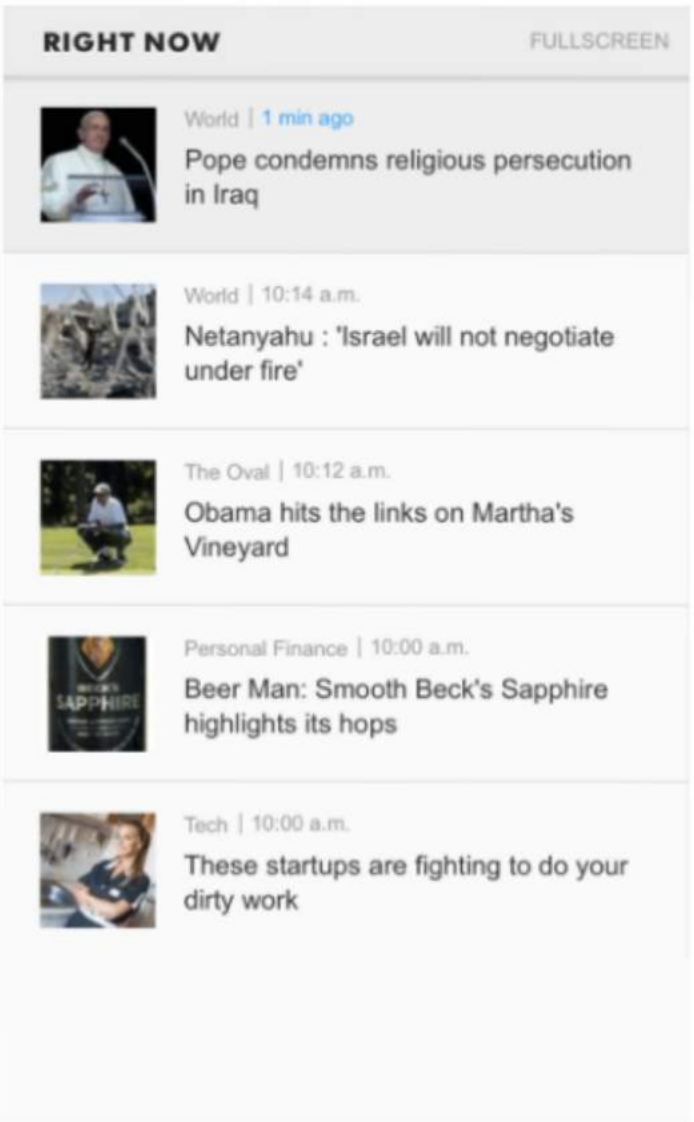 RIGHT NOW
FULLSCREEN
World | 1 min ago
Pope condemns religious persecution
in Iraq
World | 10:14 a.m.
Netanyahu : 'Israel will not negotiate
under fire'
The Oval | 10:12 a.m.
Obama hits the links on Martha's
Vineyard
Personal Finance | 10:00 a.m.
BECK'S
SAPPHIRE
Beer Man: Smooth Beck's Sapphire
highlights its hops
Tech | 10:00 a.m.
These startups are fighting to do your
dirty work